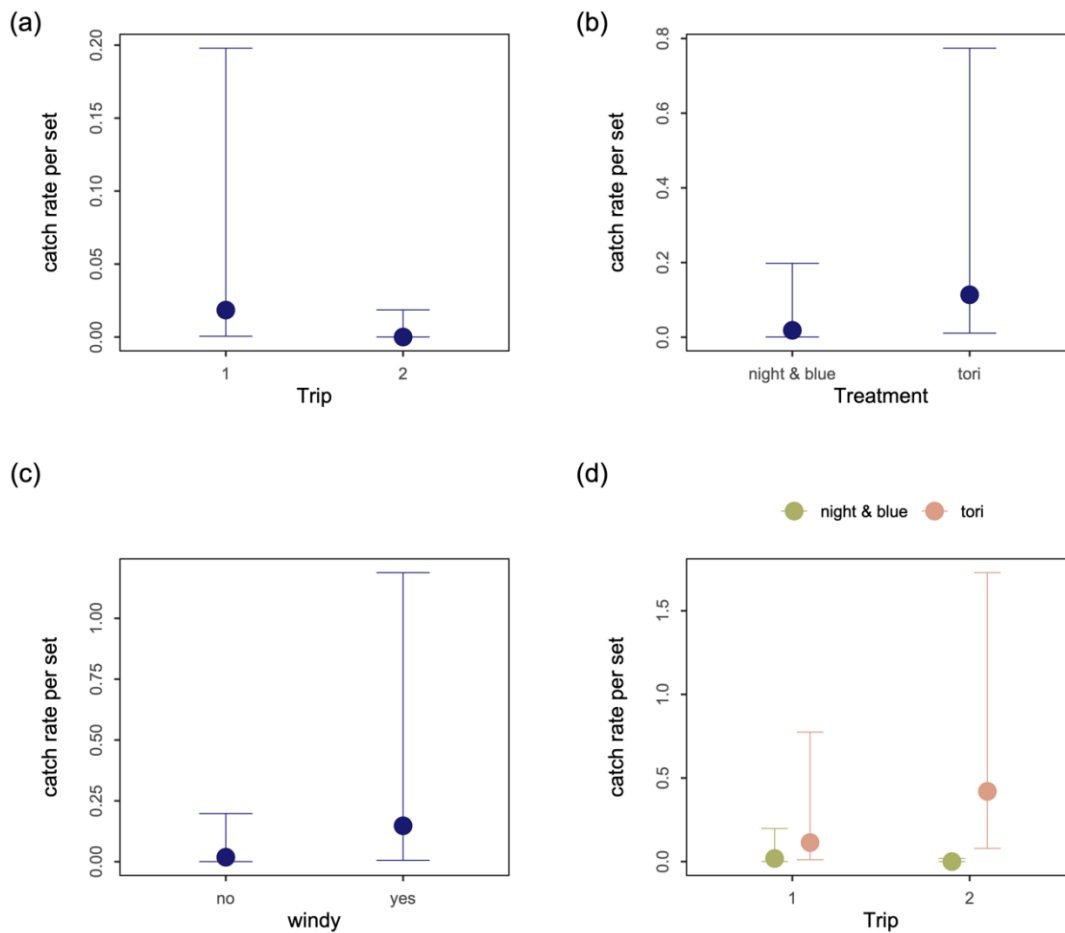 (a)
catch rate per set
0.20
0.15
0.10
0.05
0.00
1 2
Trip
(b)
catch rate per set
0.8
0.6
0.4
0.2
0.0
night & blue tori
Treatment
(c)
catch rate per set
1.00
0.75
0.50
0.25
0.00
no yes
windy
(d)
night & blue tori
catch rate per set
1.5
1.0
0.5
0.0
1 2
Trip